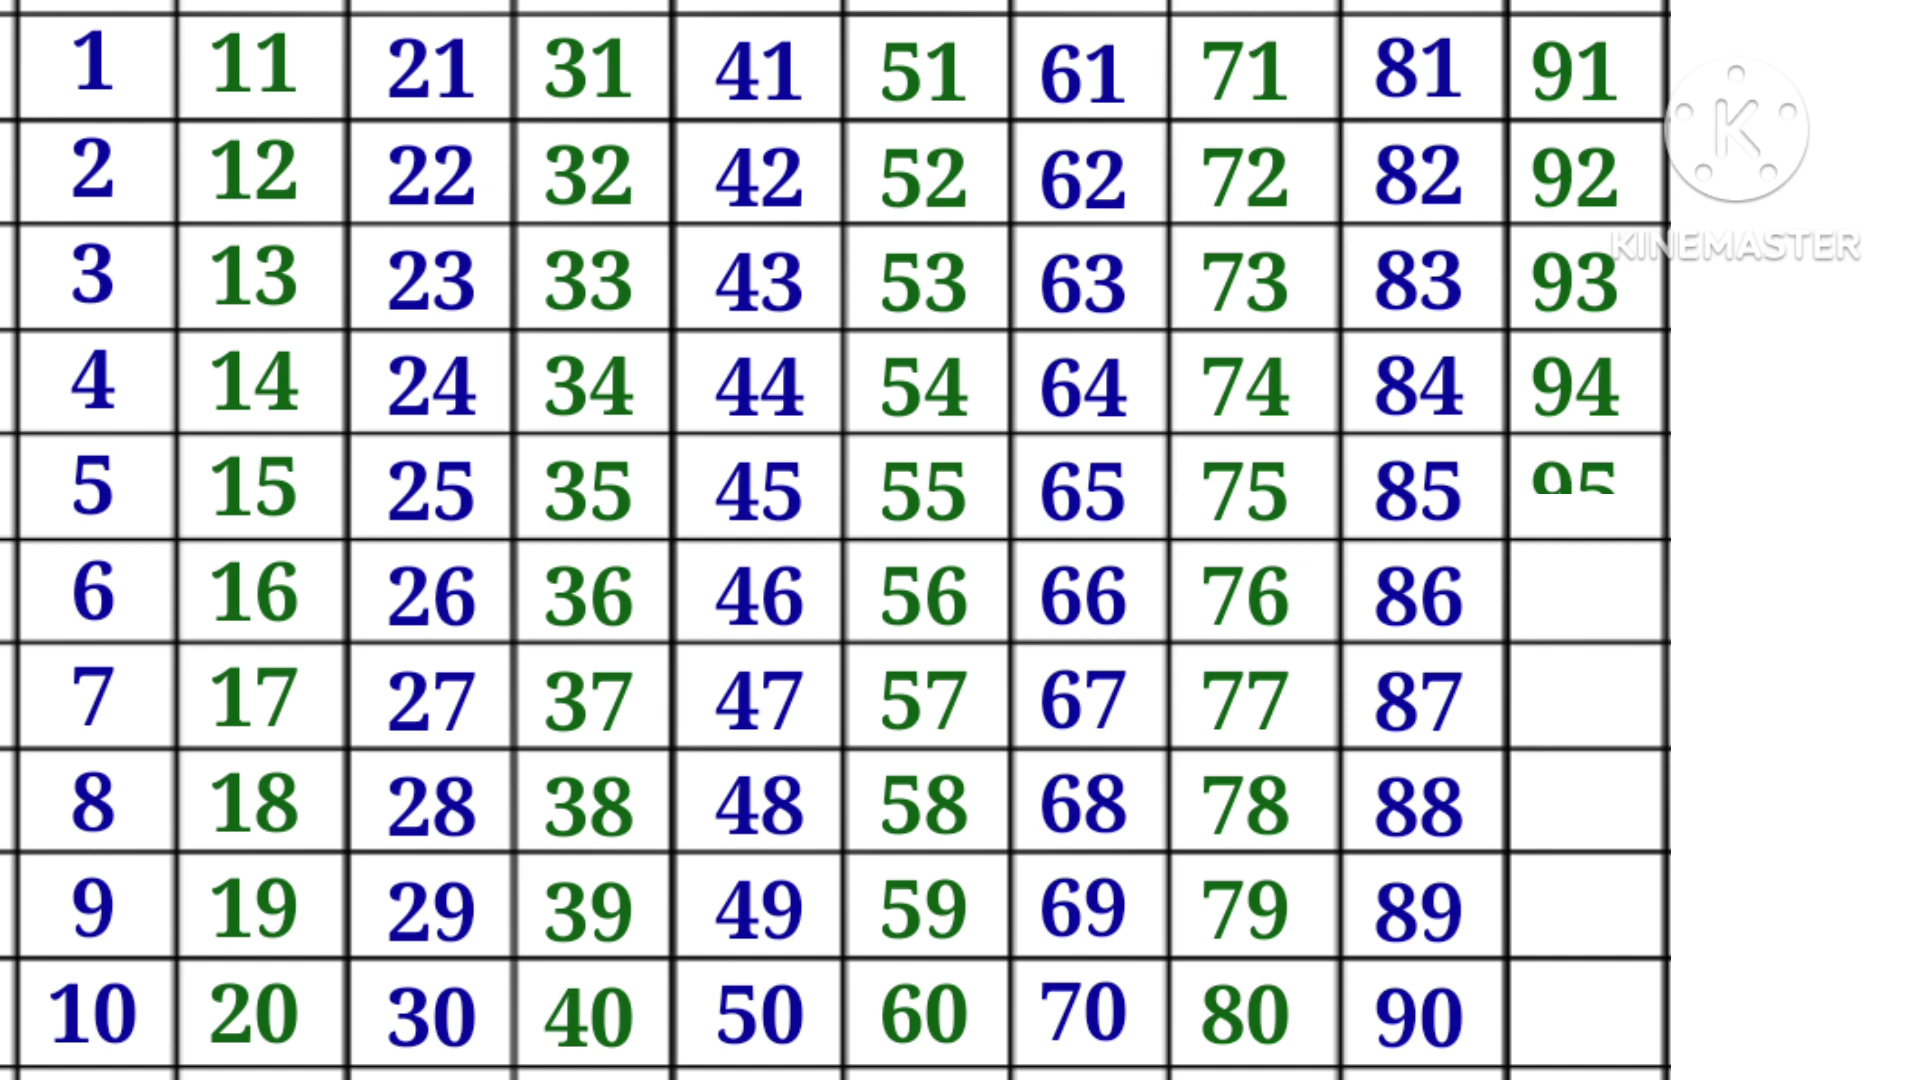 1 11 21 31 41 51 61 71 81 91
2 12 22 32 42 52 62 72 82 92
3 13 23 33 43 53 63 73 83 93
4 14 24 34 44 54 64 74 84 94
5 15 25 35 45 55 65 75 85 95
6 16 26 36 46 56 66 76 86
7 17 27 37 47 57 67 77 87
8 18 28 38 48 58 68 78 88
9 19 29 39 49 59 69 79 89
10 20 30 40 50 60 70 80 90
K
KINEMASTER